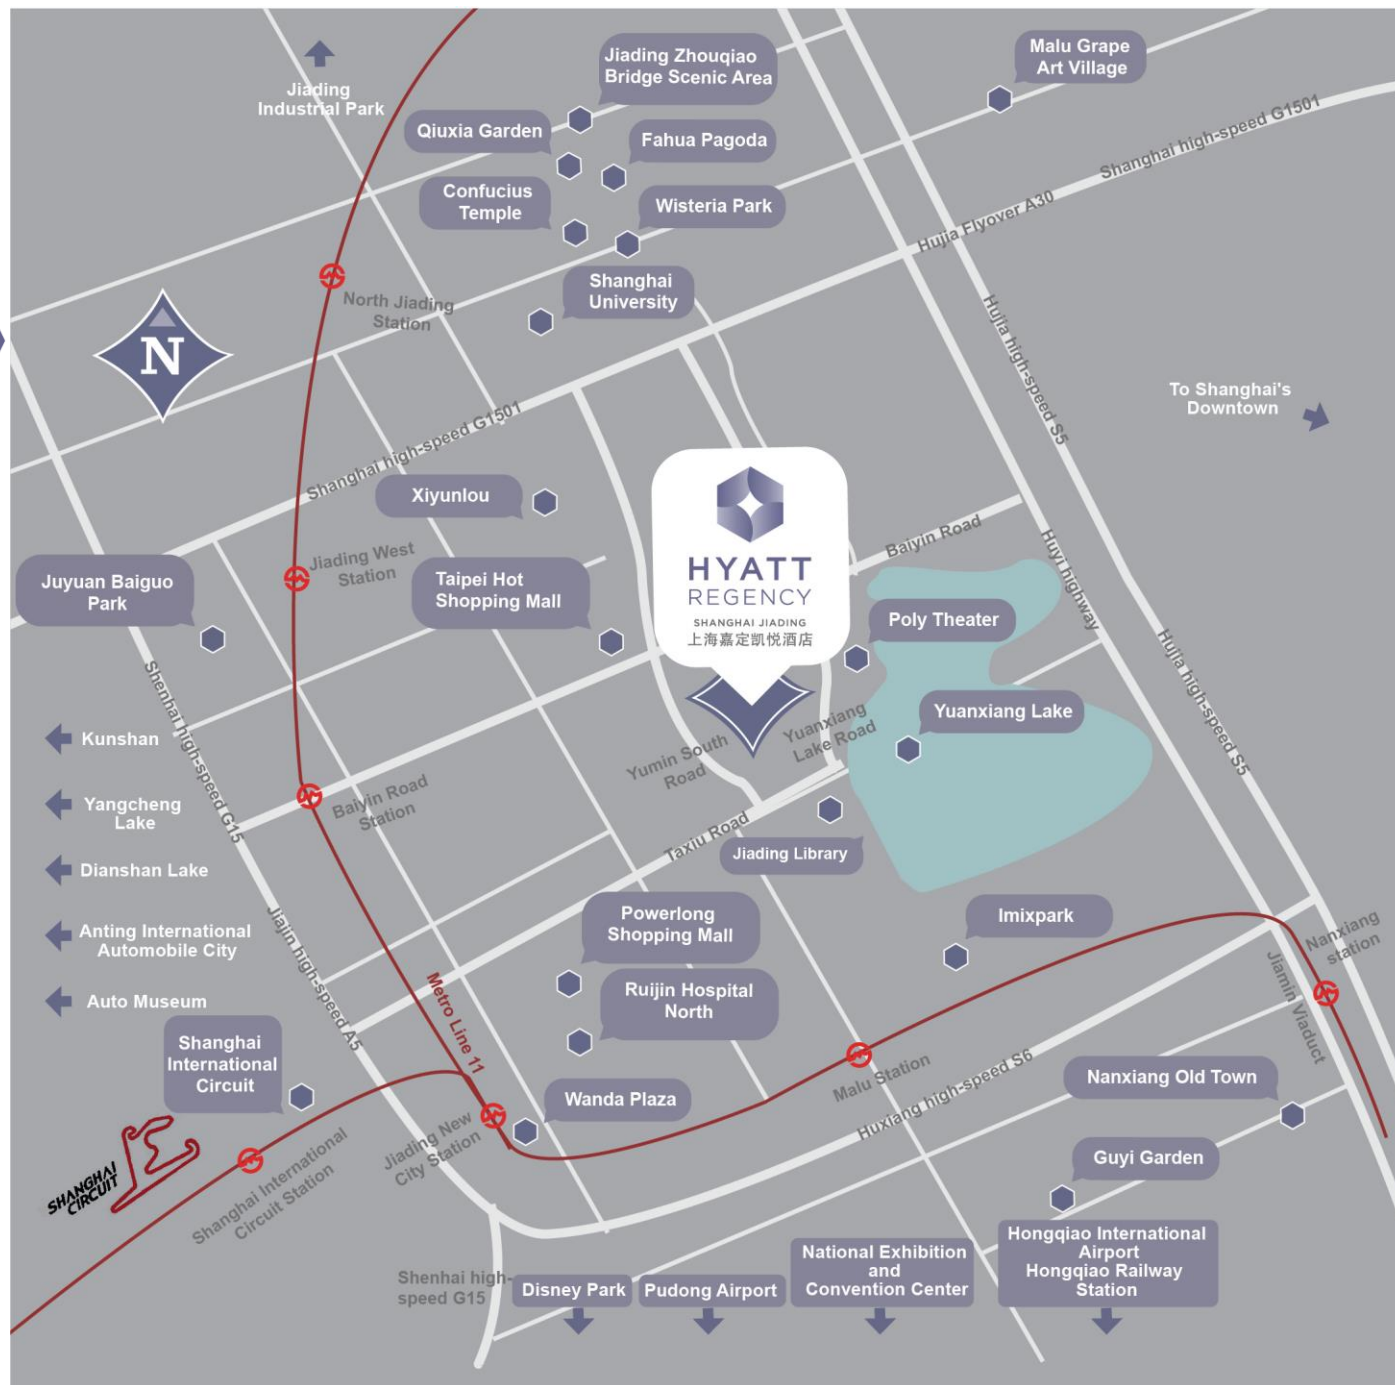 Jiading
Industrial Park
Jiading Zhouqiao
Bridge Scenic Area
Malu Grape
Art Village
Qiuxia Garden
Fahua Pagoda
Shanghai high-speed G1501
Confucius
Temple
Wisteria Park
Hujia Flyover A30
Shanghai
University
North Jiading
Station
N
Hujia high-speed S5
To Shanghai's
Downtown
Shanghai high-speed G1501
Xiyunlou
HYATT
REGENCY
SHANGHAI JIADING
上海嘉定凯悦酒店
Baiyin Road
Huyi highway
Jiading West
Station
Taipei Hot
Shopping Mall
Juyuan Baiguo
Park
Poly Theater
Hujia high-speed S5
Shenhai high-speed G15
Yuanxiang Lake
Yuanxiang
Lake Road
Yumin South
Road
Kunshan
Yangcheng
Lake
Baiyin Road
Station
Taxiu Road
Jiading Library
Dianshan Lake
Anting International
Automobile City
Auto Museum
Jiajin high-speed A5
Powerlong
Shopping Mall
Imixpark
Nanxiang
station
Metro Line 11
Ruijin Hospital
North
Jiamin Viaduct
Shanghai
International
Circuit
Malu Station
Huxiang high-speed S6
Nanxiang Old Town
Wanda Plaza
Jiading New
City Station
SHANGHAI
CIRCUIT
Shanghai International
Circuit Station
Guyi Garden
Shenhai high-
speed G15
Disney Park
Pudong Airport
National Exhibition
and
Convention Center
Hongqiao International
Airport
Hongqiao Railway
Station